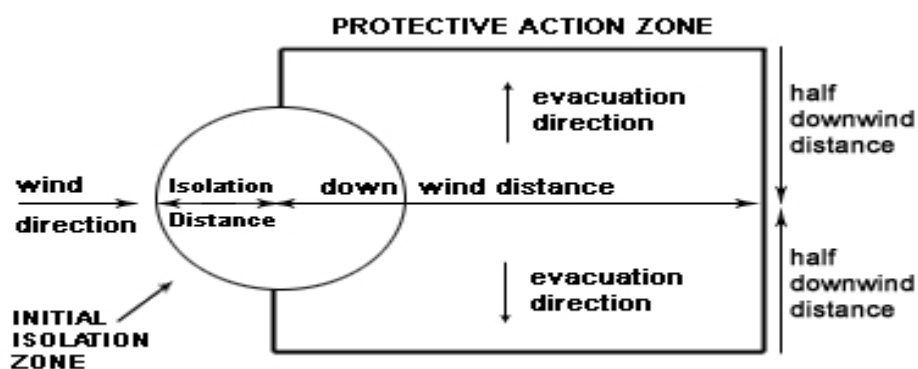 PROTECTIVE ACTION ZONE
evacuation
direction
half
downwind
distance
wind
direction
Isolation
Distance
down wind distance
evacuation
direction
half
downwind
distance
INITIAL
ISOLATION
ZONE